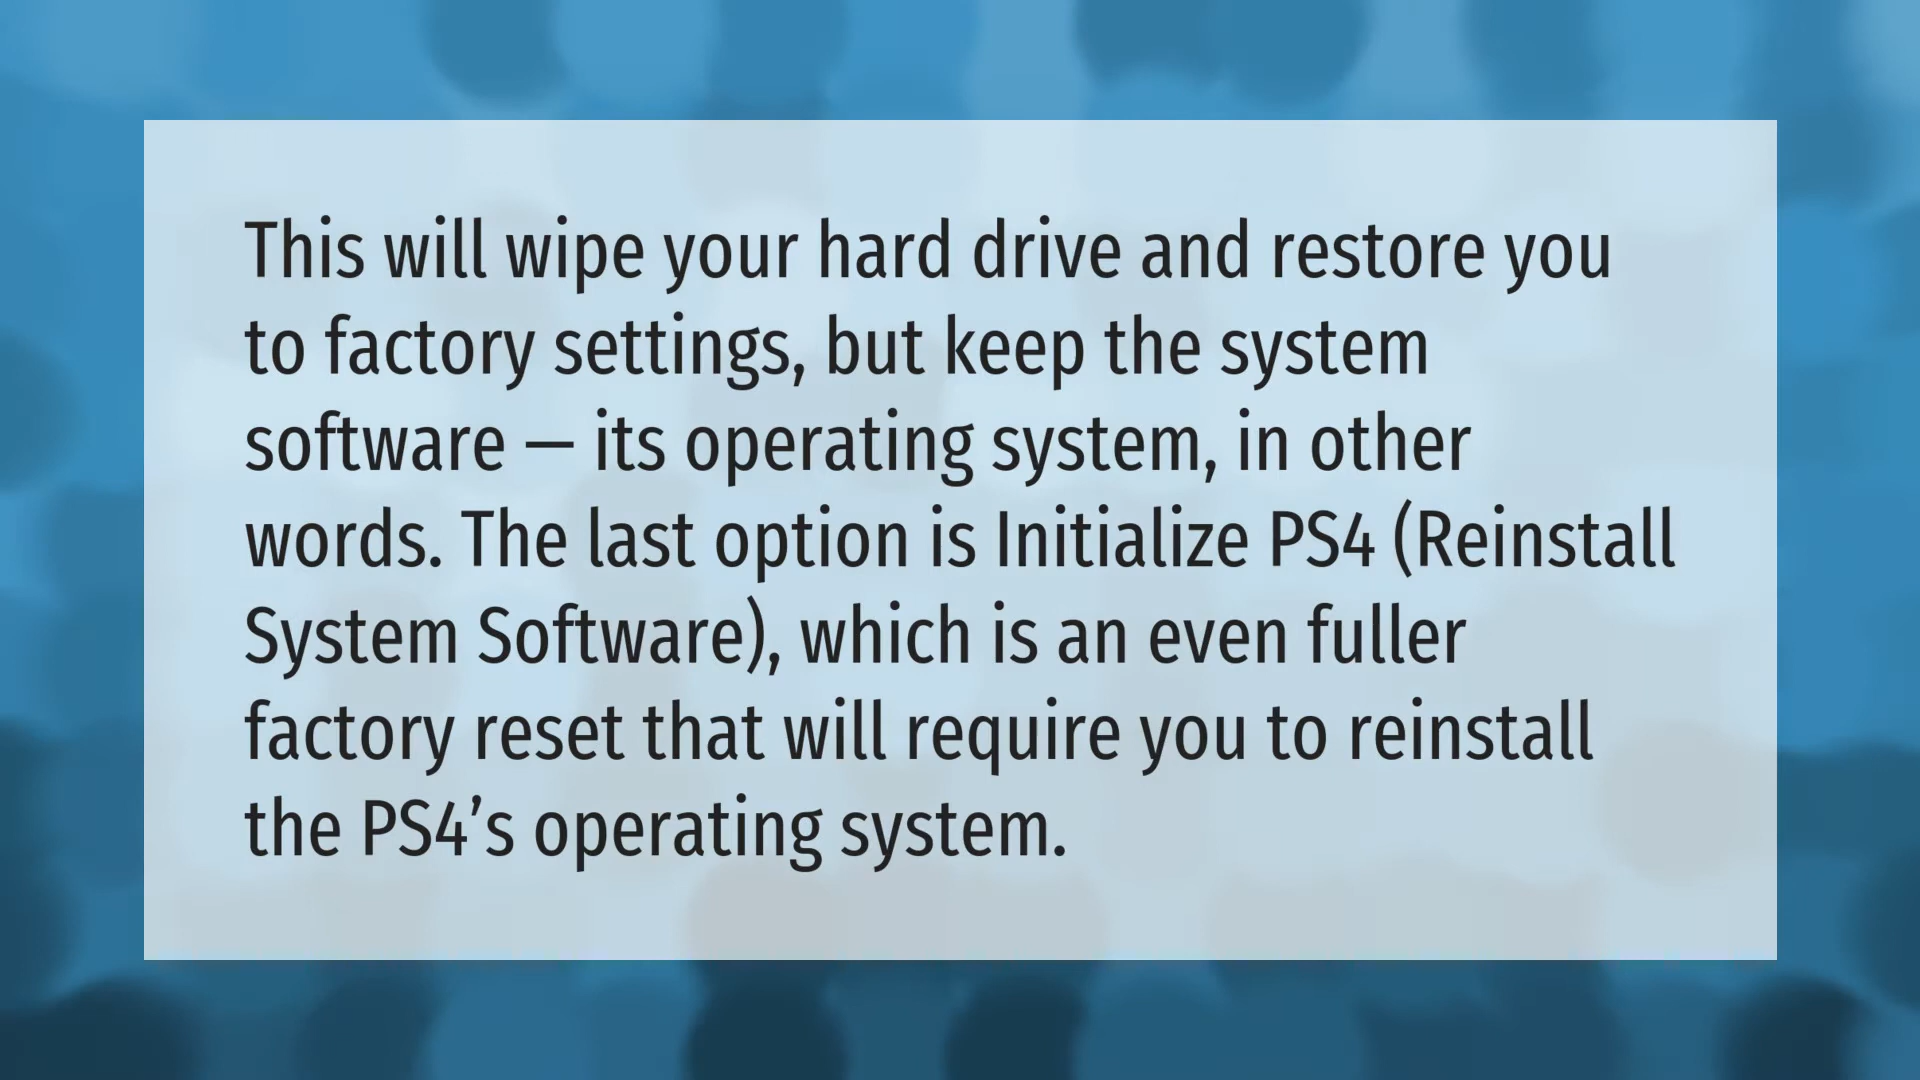 This will wipe your hard drive and restore you
to factory settings, but keep the system
software — its operating system, in other
words. The last option is Initialize PS4 (Reinstall
System Software), which is an even fuller
factory reset that will require you to reinstall
the PS4’s operating system.